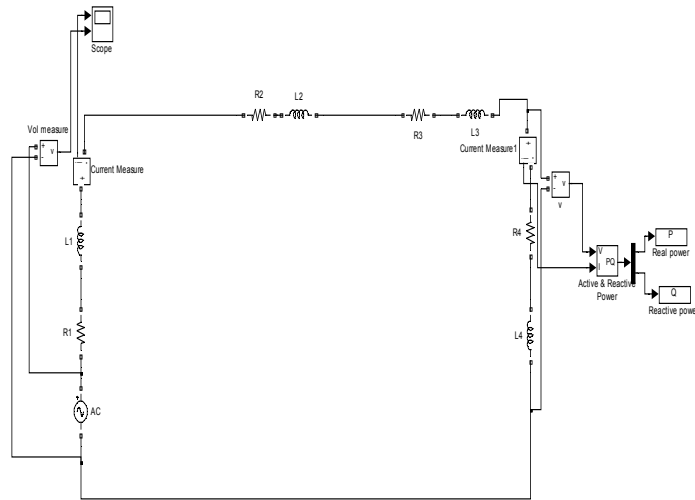 Scope
R2
L2
R3
L3
Vol measure
+
-
v
Current Measure
+
Current Measure1
+
+
-
v
v
L1
R4
V
I
PQ
Active & Reactive
Power
P
Real power
Q
Reactive power
R1
L4
AC